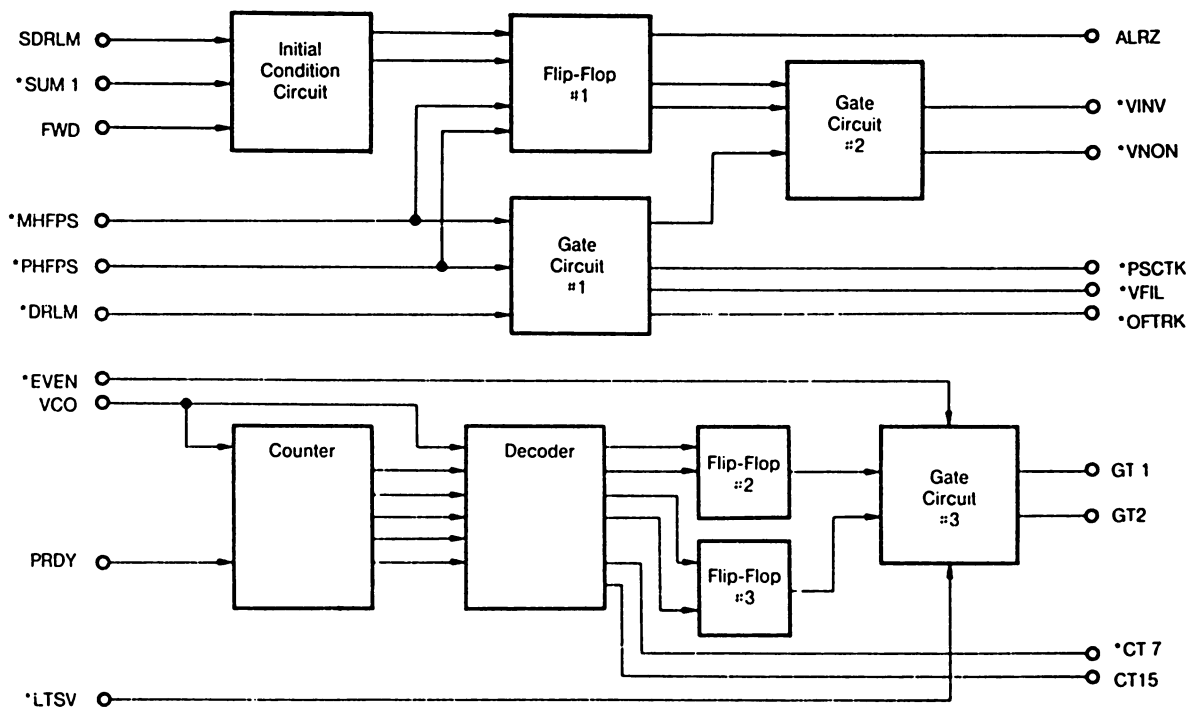 SDRLM
*SUM 1
FWD
Initial
Condition
Circuit
Flip-Flop
#1
ALRZ
Gate
Circuit
#2
*VINV
*VNON
*MHFPS
*PHFPS
*DRLM
Gate
Circuit
#1
*PSCTK
*VFIL
*OFTRK
*EVEN
VCO
Counter
Decoder
Flip-Flop
#2
Gate
Circuit
#3
GT 1
GT2
PRDY
Flip-Flop
#3
*CT 7
CT15
*LTSV